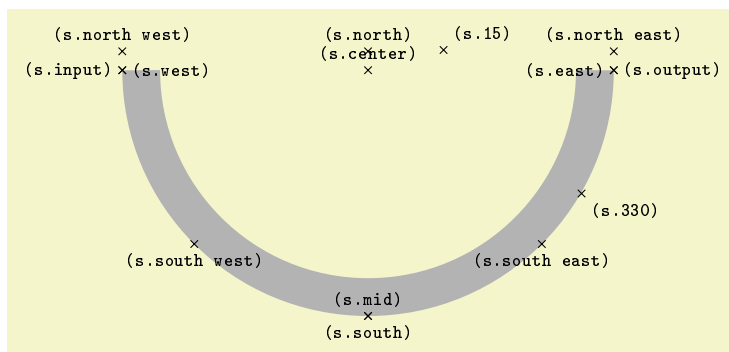 (s.north west) (s.north) (s.15) (s.north east)
(s.center)
(s.input) (s.west) (s.east) (s.output)
(s.330)
(s.south west) (s.south east)
(s.mid)
(s.south)